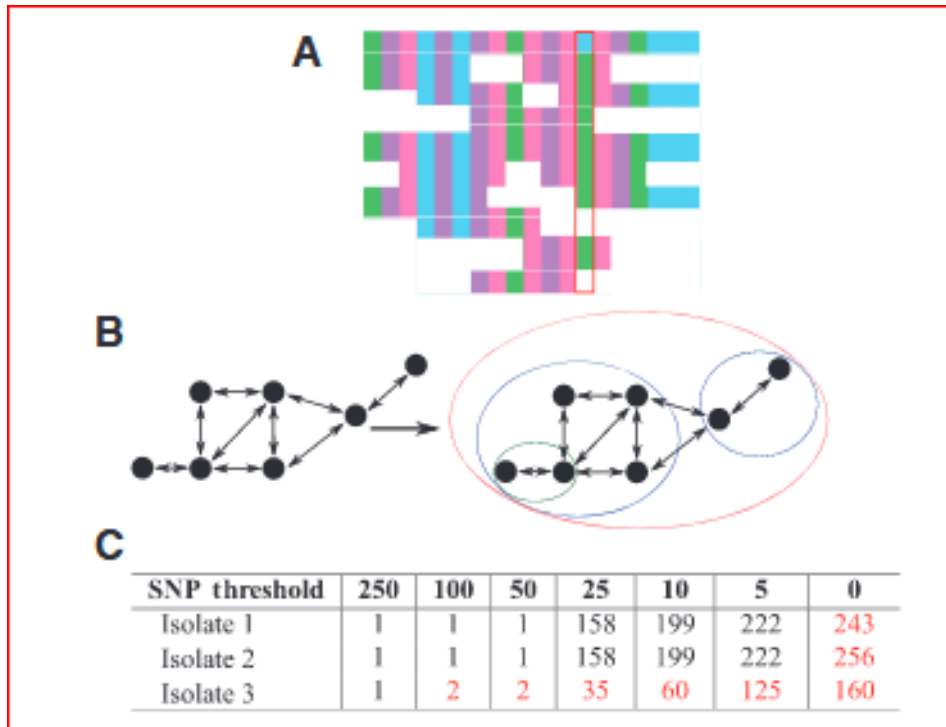 A
B
C
SNP threshold 250 100 50 25 10 5 0
Isolate 1 1 1 1 158 199 222 243
Isolate 2 1 1 1 158 199 222 256
Isolate 3 1 2 2 35 60 125 160